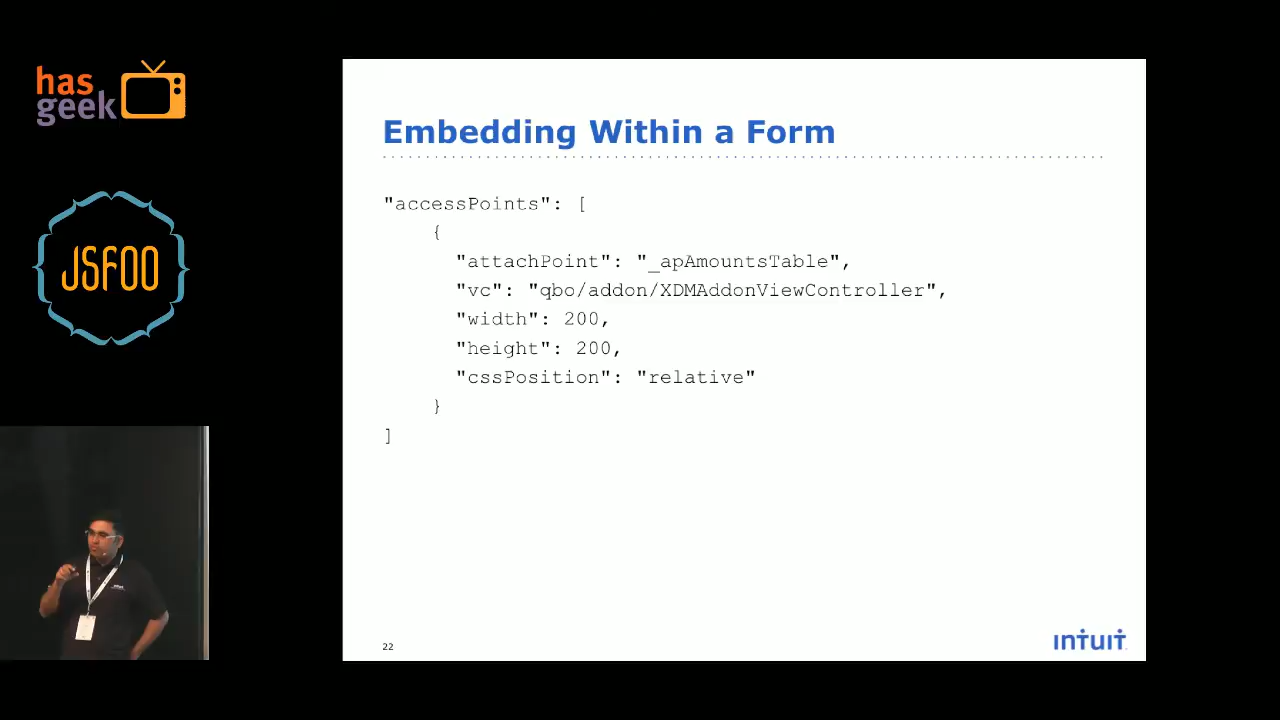 has
geek
JSFOO
Embedding Within a Form
"accessPoints": [
{
"attachPoint": "_apAmountsTable",
"vc": "qbo/addon/XDMAddonViewController",
"width": 200,
"height": 200,
"cssPosition": "relative"
}
]
22
intuit